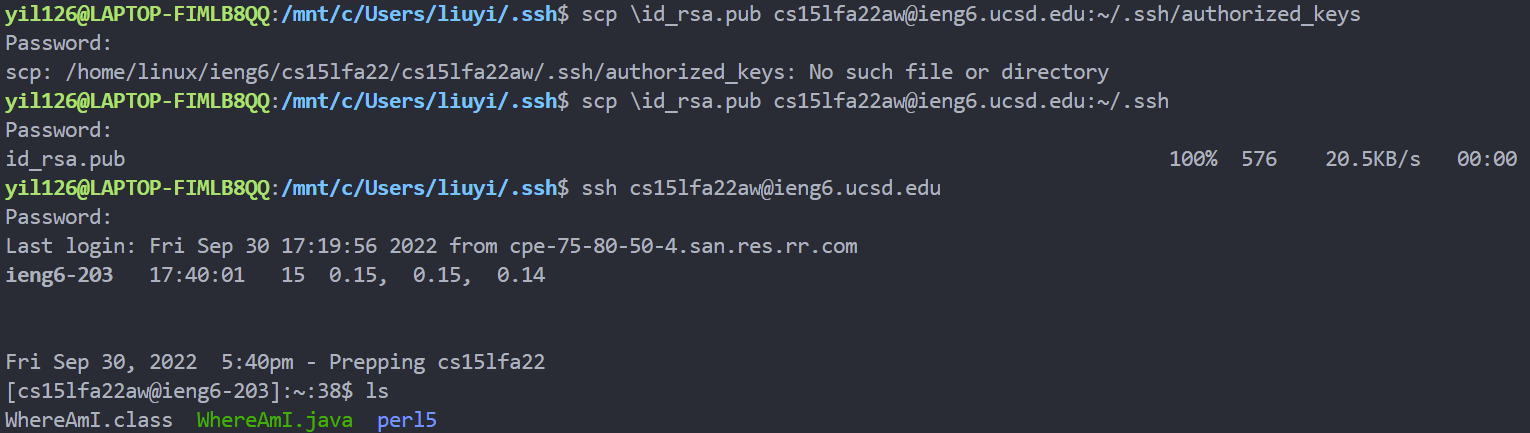 yil126@LAPTOP-FIMLB8QQ:/mnt/c/Users/liuyi/.ssh$ scp \id_rsa.pub cs15lfa22aw@ieng6.ucsd.edu:~/.ssh/authorized_keys
Password:
scp: /home/linux/ieng6/cs15lfa22/cs15lfa22aw/.ssh/authorized_keys: No such file or directory
yil126@LAPTOP-FIMLB8QQ:/mnt/c/Users/liuyi/.ssh$ scp \id_rsa.pub cs15lfa22aw@ieng6.ucsd.edu:~/.ssh
Password:
id_rsa.pub 100% 576 20.5KB/s 00:00
yil126@LAPTOP-FIMLB8QQ:/mnt/c/Users/liuyi/.ssh$ ssh cs15lfa22aw@ieng6.ucsd.edu
Password:
Last login: Fri Sep 30 17:19:56 2022 from cpe-75-80-50-4.san.res.rr.com
ieng6-203 17:40:01 15 0.15, 0.15, 0.14
Fri Sep 30, 2022 5:40pm - Prepping cs15lfa22
[cs15lfa22aw@ieng6-203]:~:38$ ls
WhereAmI.class WhereAmI.java perl5